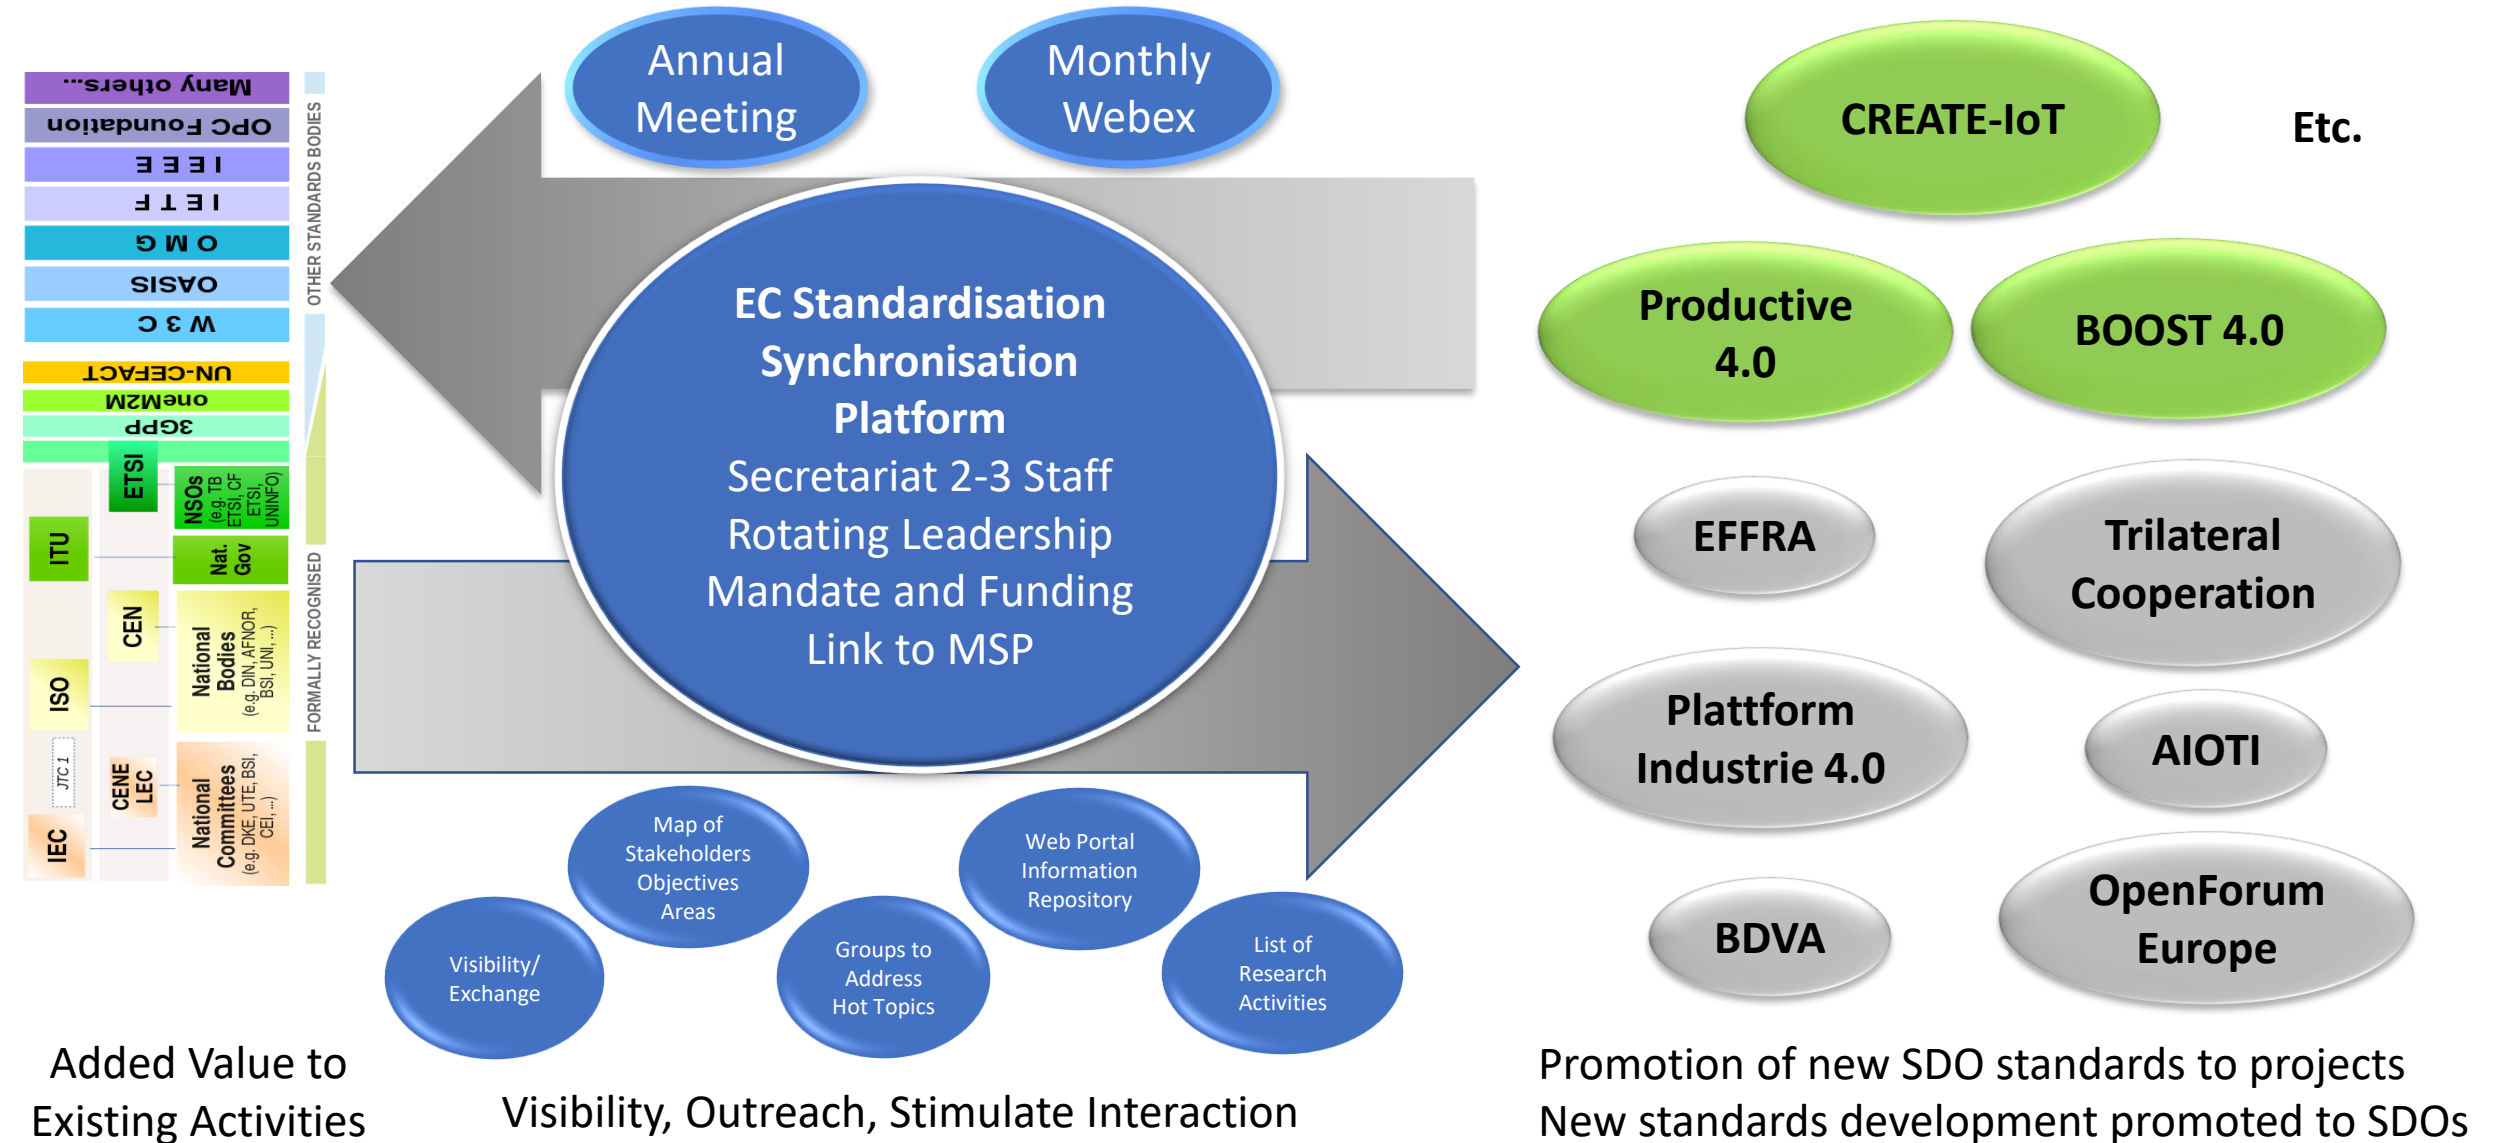 Many others...
OPC Foundation
I E E E
I E T F
O M G
OASIS
W 3 C
UN-CEFACT
oneM2M
3GPP
OTHER STANDARDS BODIES
ETSI
NSOs
(e.g. TB
ETSI, CF
ETSI,
UNINFO)
ITU
Nat.
Gov
CEN
National
Bodies
(e.g. DIN, AFNOR,
BSI, UNI, ...)
ISO
FORMALLY RECOGNISED
JTC 1
CENE
LEC
National
Committees
(e.g. DKE, UTE, BSI,
CEI, ...)
IEC
Added Value to
Existing Activities
Annual
Meeting
Monthly
Webex
EC Standardisation
Synchronisation
Platform
Secretariat 2-3 Staff
Rotating Leadership
Mandate and Funding
Link to MSP
Visibility/
Exchange
Map of
Stakeholders
Objectives
Areas
Groups to
Address
Hot Topics
Web Portal
Information
Repository
List of
Research
Activities
Visibility, Outreach, Stimulate Interaction
CREATE-IoT
Etc.
Productive
4.0
BOOST 4.0
EFFRA
Trilateral
Cooperation
Plattform
Industrie 4.0
AIOTI
BDVA
OpenForum
Europe
Promotion of new SDO standards to projects
New standards development promoted to SDOs